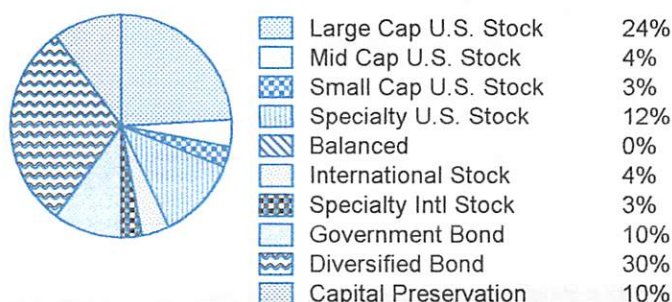 Large Cap U.S. Stock 24%
Mid Cap U.S. Stock 4%
Small Cap U.S. Stock 3%
Specialty U.S. Stock 12%
Balanced 0%
International Stock 4%
Specialty Intl Stock 3%
Government Bond 10%
Diversified Bond 30%
Capital Preservation 10%